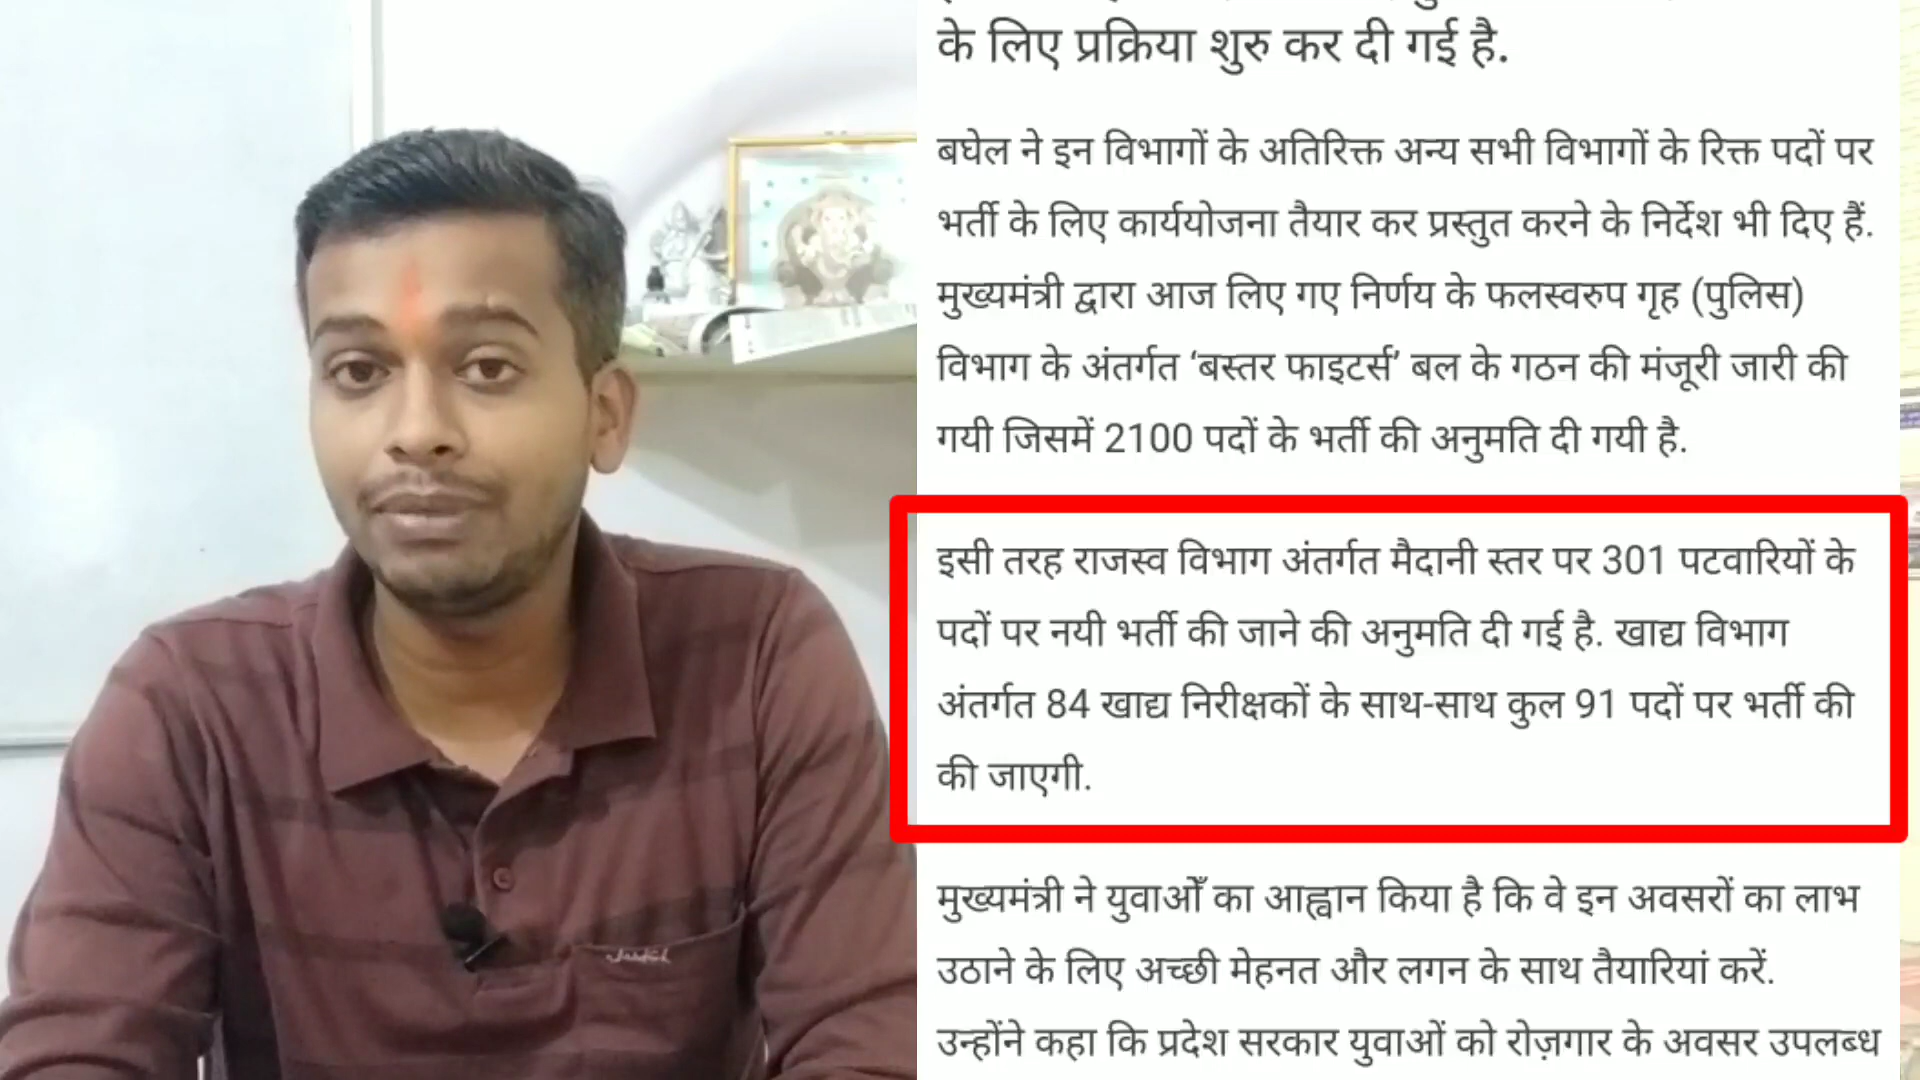 के लिए प्रक्रिया शुरु कर दी गई है.
बघेल ने इन विभागों के अतिरिक्त अन्य सभी विभागों के रिक्त पदों पर
भर्ती के लिए कार्ययोजना तैयार कर प्रस्तुत करने के निर्देश भी दिए हैं.
मुख्यमंत्री द्वारा आज लिए गए निर्णय के फलस्वरुप गृह (पुलिस)
विभाग के अंतर्गत ‘बस्तर फाइटर्स’ बल के गठन की मंजूरी जारी की
गयी जिसमें 2100 पदों के भर्ती की अनुमति दी गयी है.
इसी तरह राजस्व विभाग अंतर्गत मैदानी स्तर पर 301 पटवारियों के
पदों पर नयी भर्ती की जाने की अनुमति दी गई है. खाद्य विभाग
अंतर्गत 84 खाद्य निरीक्षकों के साथ-साथ कुल 91 पदों पर भर्ती की
की जाएगी.
मुख्यमंत्री ने युवाओँ का आह्वान किया है कि वे इन अवसरों का लाभ
उठाने के लिए अच्छी मेहनत और लगन के साथ तैयारियां करें.
उन्होंने कहा कि प्रदेश सरकार युवाओं को रोज़गार के अवसर उपलब्ध